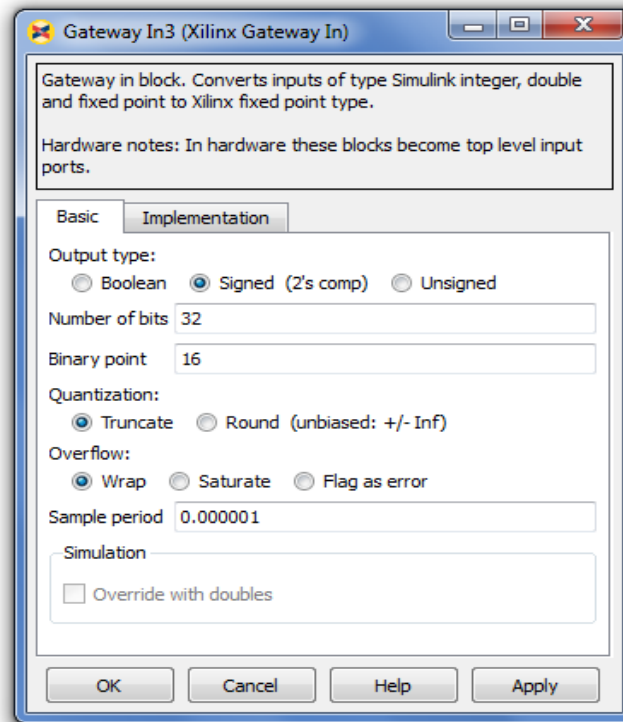 Gateway In3 (Xilinx Gateway In)
Gateway in block. Converts inputs of type Simulink integer, double
and fixed point to Xilinx fixed point type.
Hardware notes: In hardware these blocks become top level input
ports.
Basic Implementation
Output type:
Boolean Signed (2's comp) Unsigned
Number of bits 32
Binary point 16
Quantization:
Truncate Round (unbiased: +/- Inf)
Overflow:
Wrap Saturate Flag as error
Sample period 0.000001
Simulation
Override with doubles
OK Cancel Help Apply